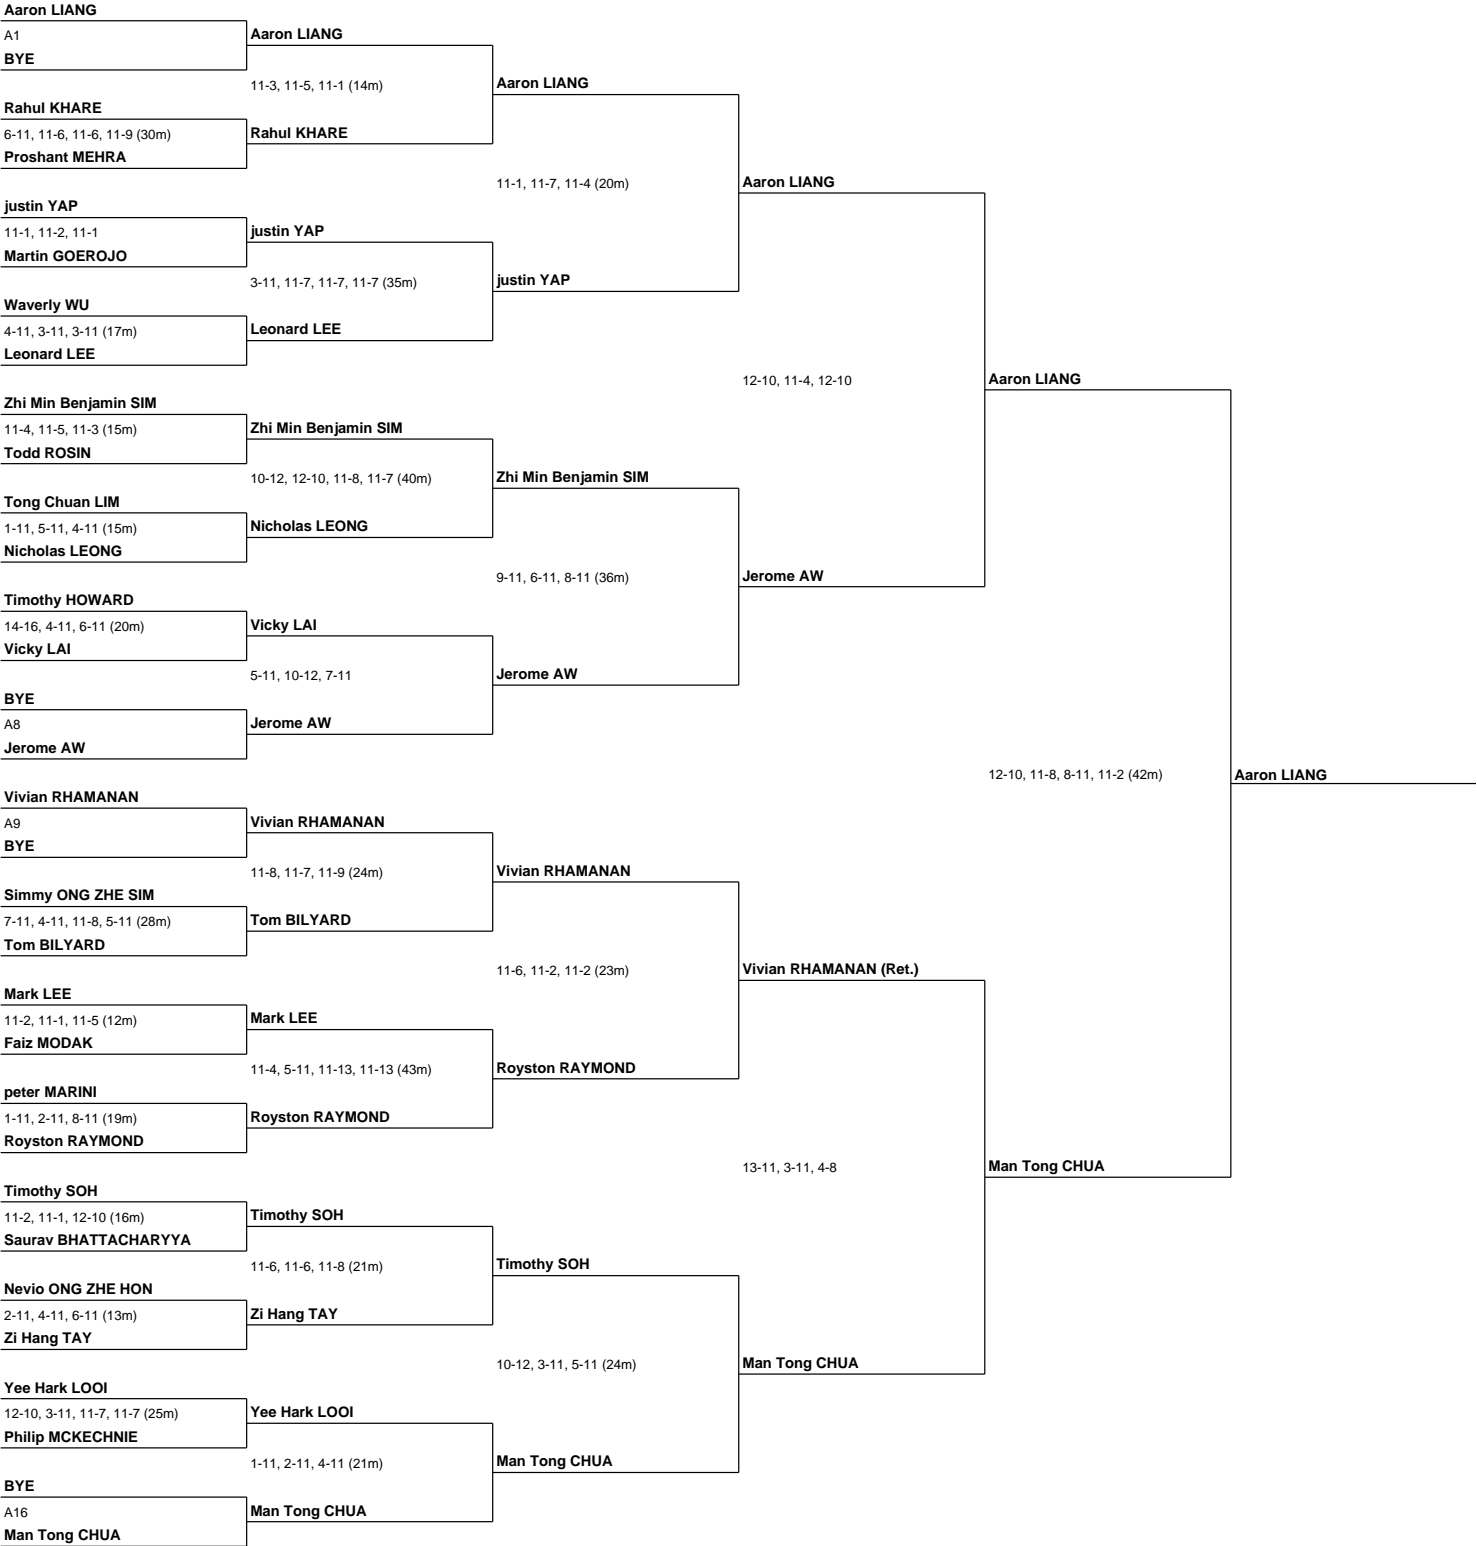 Aaron LIANG
A1
BYE
Rahul KHARE
6-11, 11-6, 11-6, 11-9 (30m)
Proshant MEHRA
justin YAP
11-1, 11-2, 11-1
Martin GOEROJO
Waverly WU
4-11, 3-11, 3-11 (17m)
Leonard LEE
Zhi Min Benjamin SIM
11-4, 11-5, 11-3 (15m)
Todd ROSIN
Tong Chuan LIM
1-11, 5-11, 4-11 (15m)
Nicholas LEONG
Timothy HOWARD
14-16, 4-11, 6-11 (20m)
Vicky LAI
BYE
A8
Jerome AW
Vivian RHAMANAN
A9
BYE
Simmy ONG ZHE SIM
7-11, 4-11, 11-8, 5-11 (28m)
Tom BILYARD
Mark LEE
11-2, 11-1, 11-5 (12m)
Faiz MODAK
peter MARINI
1-11, 2-11, 8-11 (19m)
Royston RAYMOND
Timothy SOH
11-2, 11-1, 12-10 (16m)
Saurav BHATTACHARYYA
Nevio ONG ZHE HON
2-11, 4-11, 6-11 (13m)
Zi Hang TAY
Yee Hark LOOI
12-10, 3-11, 11-7, 11-7 (25m)
Philip MCKECHNIE
BYE
A16
Man Tong CHUA
Aaron LIANG
11-3, 11-5, 11-1 (14m)
Rahul KHARE
justin YAP
3-11, 11-7, 11-7, 11-7 (35m)
Leonard LEE
Zhi Min Benjamin SIM
10-12, 12-10, 11-8, 11-7 (40m)
Nicholas LEONG
Vicky LAI
5-11, 10-12, 7-11
Jerome AW
Vivian RHAMANAN
11-8, 11-7, 11-9 (24m)
Tom BILYARD
Mark LEE
11-4, 5-11, 11-13, 11-13 (43m)
Royston RAYMOND
Timothy SOH
11-6, 11-6, 11-8 (21m)
Zi Hang TAY
Yee Hark LOOI
1-11, 2-11, 4-11 (21m)
Man Tong CHUA
Aaron LIANG
11-1, 11-7, 11-4 (20m)
justin YAP
Zhi Min Benjamin SIM
9-11, 6-11, 8-11 (36m)
Jerome AW
Vivian RHAMANAN
11-6, 11-2, 11-2 (23m)
Royston RAYMOND
Timothy SOH
10-12, 3-11, 5-11 (24m)
Man Tong CHUA
Aaron LIANG
12-10, 11-4, 12-10
Jerome AW
Vivian RHAMANAN (Ret.)
13-11, 3-11, 4-8
Man Tong CHUA
Aaron LIANG
12-10, 11-8, 8-11, 11-2 (42m)
Man Tong CHUA
Aaron LIANG